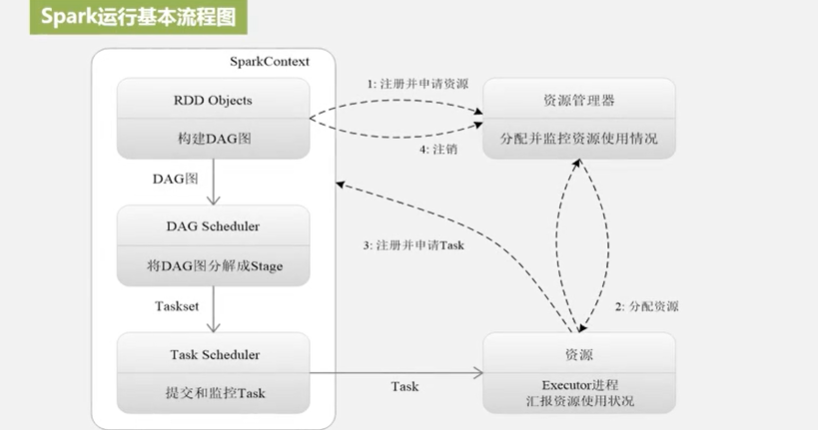 Spark运行基本流程图
SparkContext
RDD Objects
构建DAG图
DAG图
DAG Scheduler
将DAG图分解成Stage
Taskset
Task Scheduler
提交和监控Task
1: 注册并申请资源
4: 注销
资源管理器
分配并监控资源使用情况
3: 注册并申请Task
2: 分配资源
Task
资源
Executor进程
汇报资源使用状况